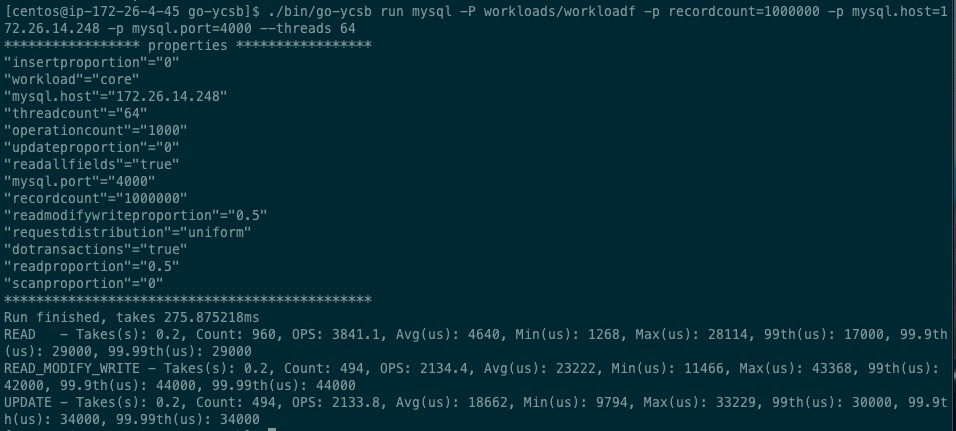 [centos@ip-172-26-4-45 go-ycsb]$ ./bin/go-ycsb run mysql -P workloads/workloadf -p recordcount=1000000 -p mysql.host=1
72.26.14.248 -p mysql.port=4000 --threads 64
***************** properties *****************
"insertproportion"="0"
"workload"="core"
"mysql.host"="172.26.14.248"
"threadcount"="64"
"operationcount"="1000"
"updateproportion"="0"
"readallfields"="true"
"mysql.port"="4000"
"recordcount"="1000000"
"readmodifywriteproportion"="0.5"
"requestdistribution"="uniform"
"dotransactions"="true"
"readproportion"="0.5"
"scanproportion"="0"
**********************************************
Run finished, takes 275.875218ms
READ   - Takes(s): 0.2, Count: 960, OPS: 3841.1, Avg(us): 4640, Min(us): 1268, Max(us): 28114, 99th(us): 17000, 99.9th
(us): 29000, 99.99th(us): 29000
READ_MODIFY_WRITE - Takes(s): 0.2, Count: 494, OPS: 2134.4, Avg(us): 23222, Min(us): 11466, Max(us): 43368, 99th(us):
42000, 99.9th(us): 44000, 99.99th(us): 44000
UPDATE - Takes(s): 0.2, Count: 494, OPS: 2133.8, Avg(us): 18662, Min(us): 9794, Max(us): 33229, 99th(us): 30000, 99.9t
h(us): 34000, 99.99th(us): 34000